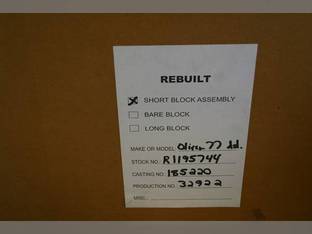 REBUILT
SHORT BLOCK ASSEMBLY
BARE BLOCK
LONG BLOCK
MAKE OR MODEL: Oliver 77 dd.
STOCK NO.: R1195744
CASTING NO.: 185220
PRODUCTION NO.: 32922
MISC.